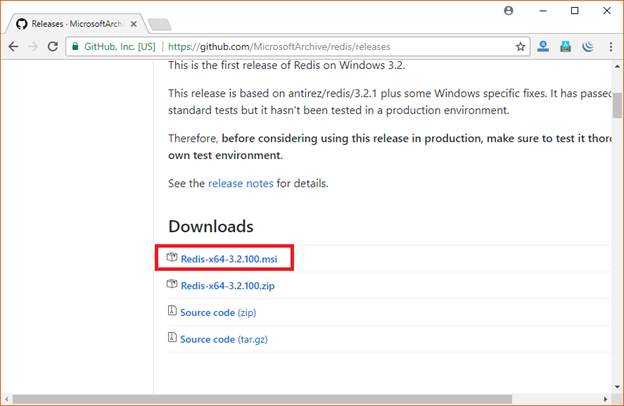 Releases · MicrosoftArchiv
GitHub, Inc. [US]
https://github.com/MicrosoftArchive/redis/releases
This is the first release of Redis on Windows 3.2.
This release is based on antirez/redis/3.2.1 plus some Windows specific fixes. It has passed
standard tests but it hasn't been tested in a production environment.
Therefore, before considering using this release in production, make sure to test it thoro
own test environment.
See the release notes for details.
Downloads
Redis-x64-3.2.100.msi
Redis-x64-3.2.100.zip
Source code (zip)
Source code (tar.gz)